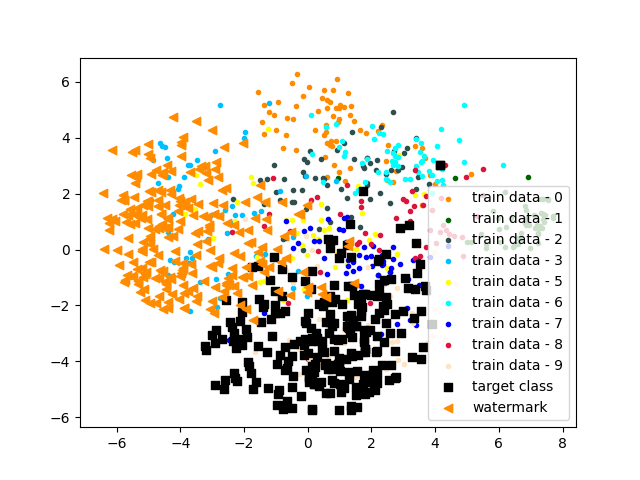 6
4
2
0
−2
−4
−6
−6
−4
−2
0
2
4
6
8
train data - 0
train data - 1
train data - 2
train data - 3
train data - 5
train data - 6
train data - 7
train data - 8
train data - 9
target class
watermark